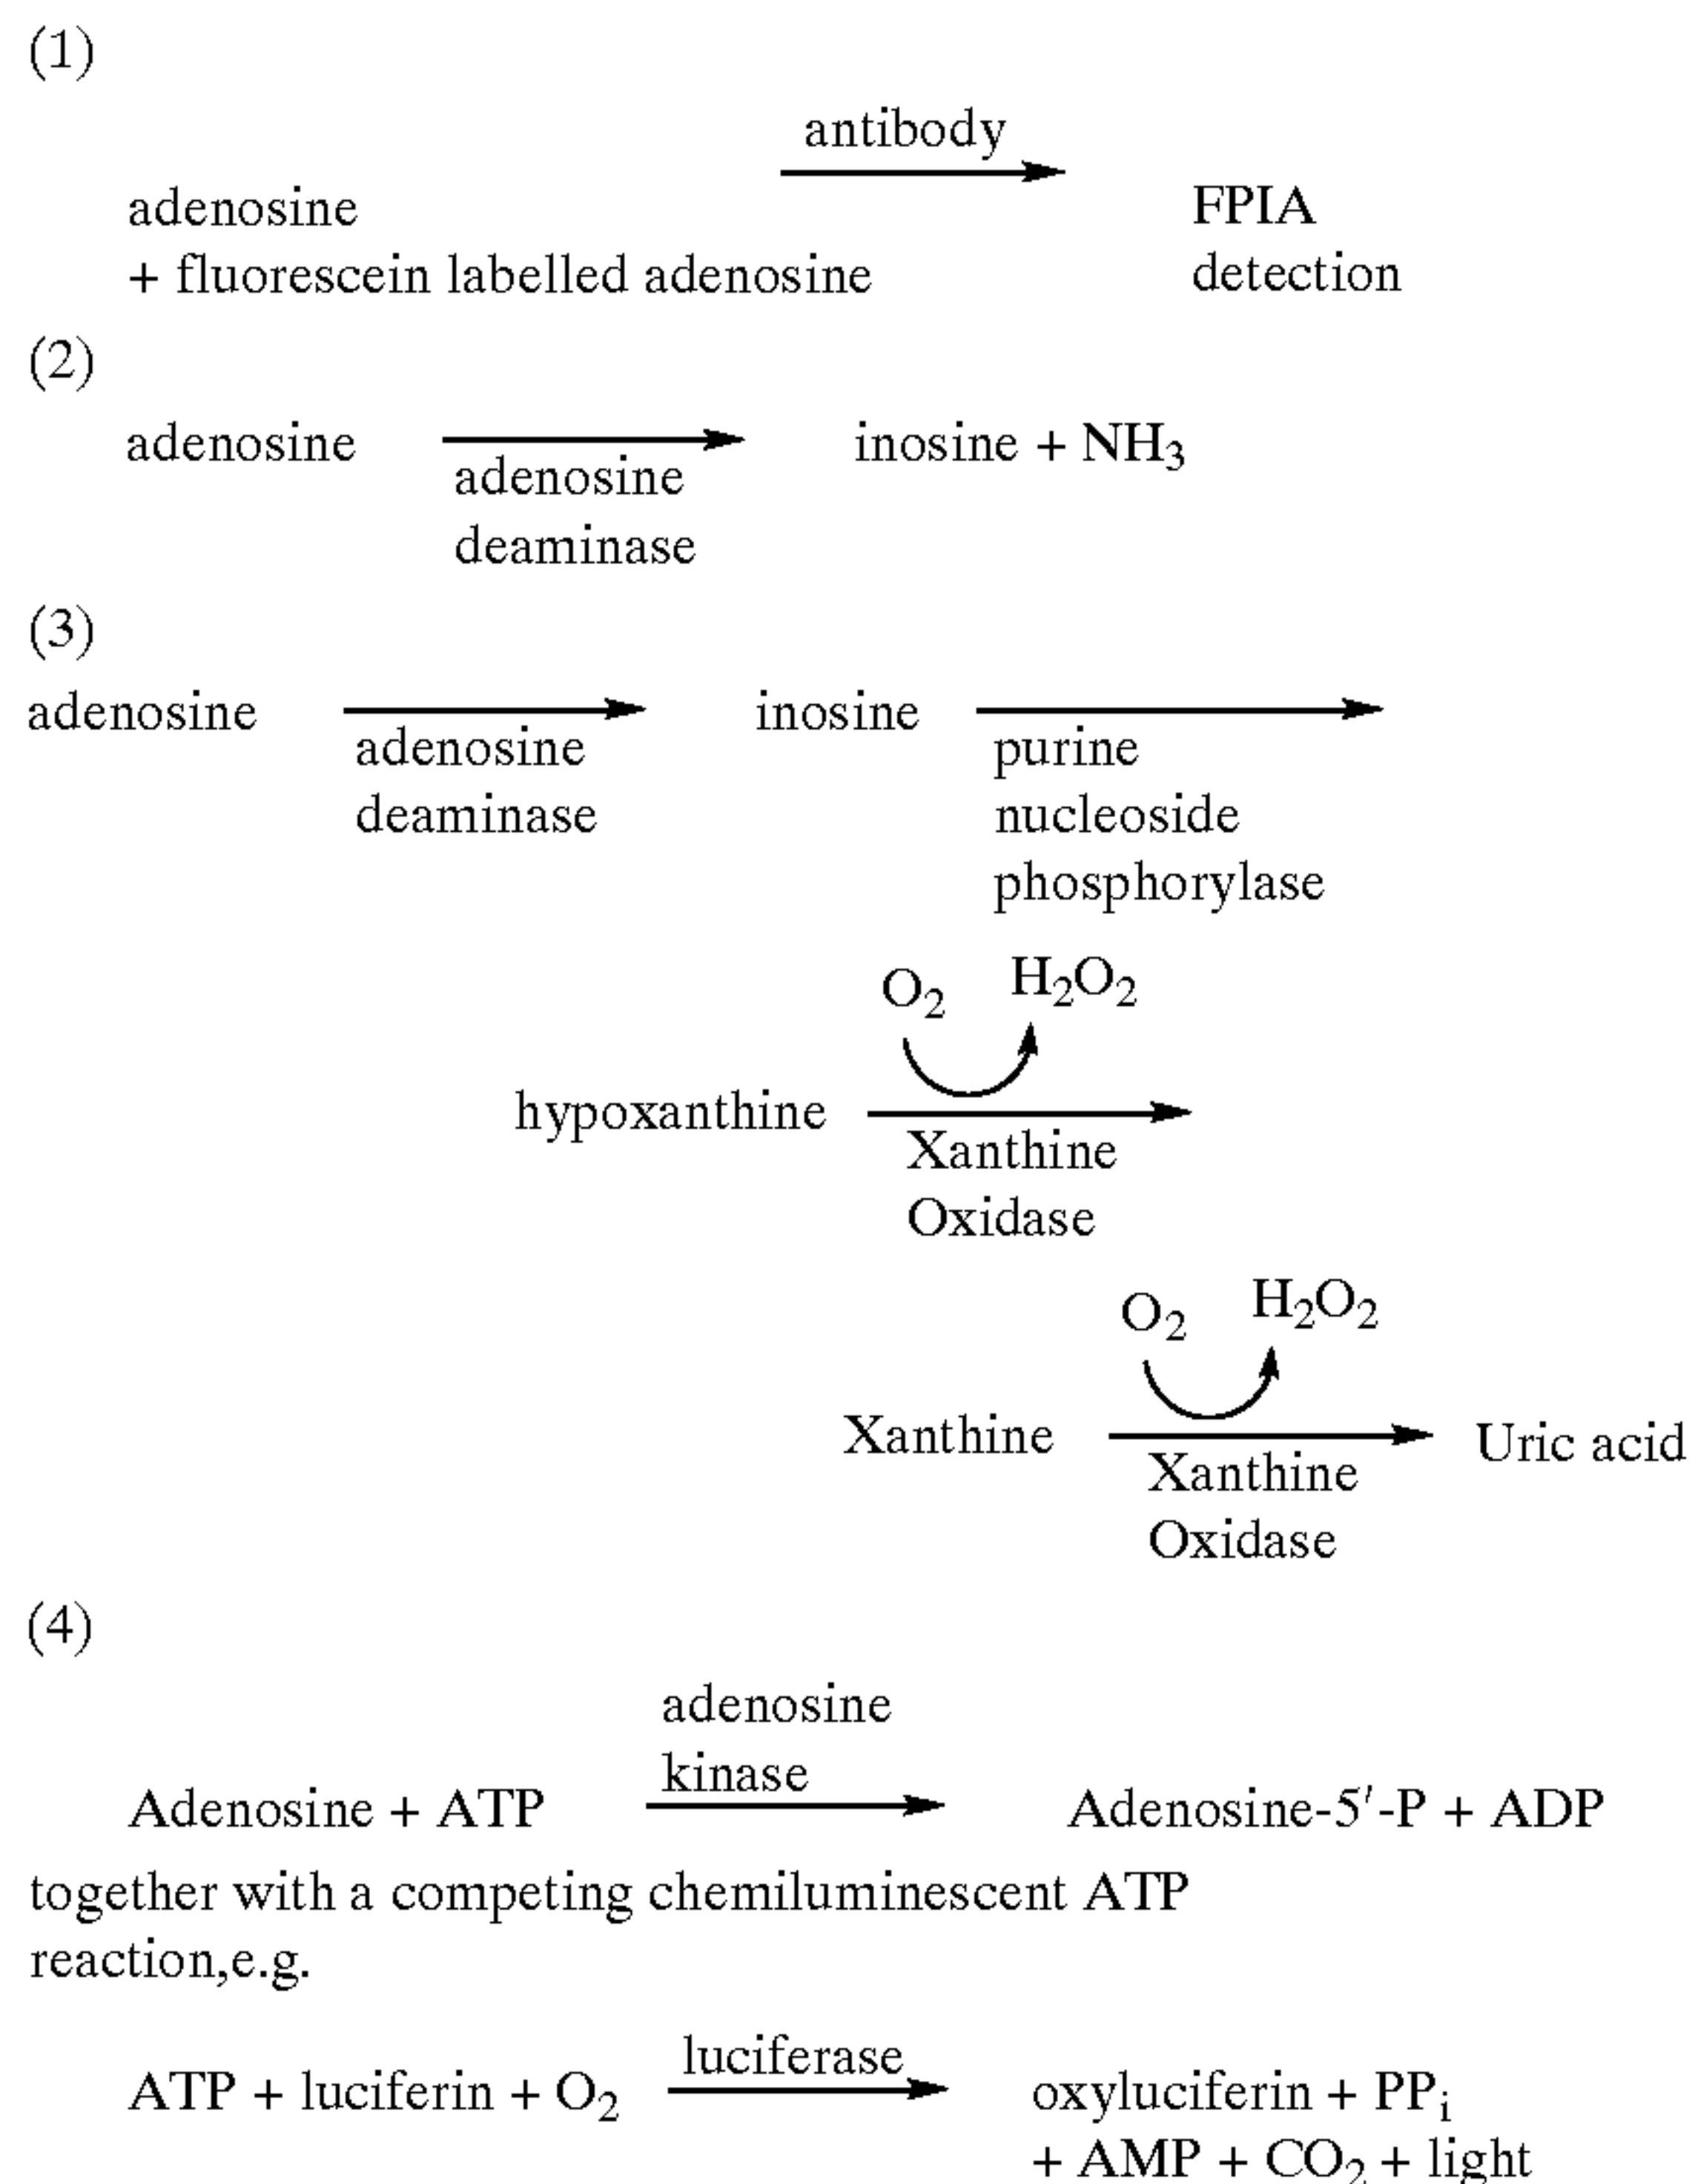 (1)
antibody
adenosine
+ fluorescein labelled adenosine
FPIA
detection
(2)
adenosine
adenosine
deaminase
inosine + NH3
(3)
adenosine
adenosine
deaminase
inosine
purine
nucleoside
phosphorylase
O2 H2O2
hypoxanthine
Xanthine
Oxidase
O2 H2O2
Xanthine
Xanthine
Oxidase
Uric acid
(4)
adenosine
kinase
Adenosine + ATP
Adenosine-5′-P + ADP
together with a competing chemiluminescent ATP
reaction,e.g.
luciferase
ATP + luciferin + O2
oxyluciferin + PPi
+ AMP + CO2 + light